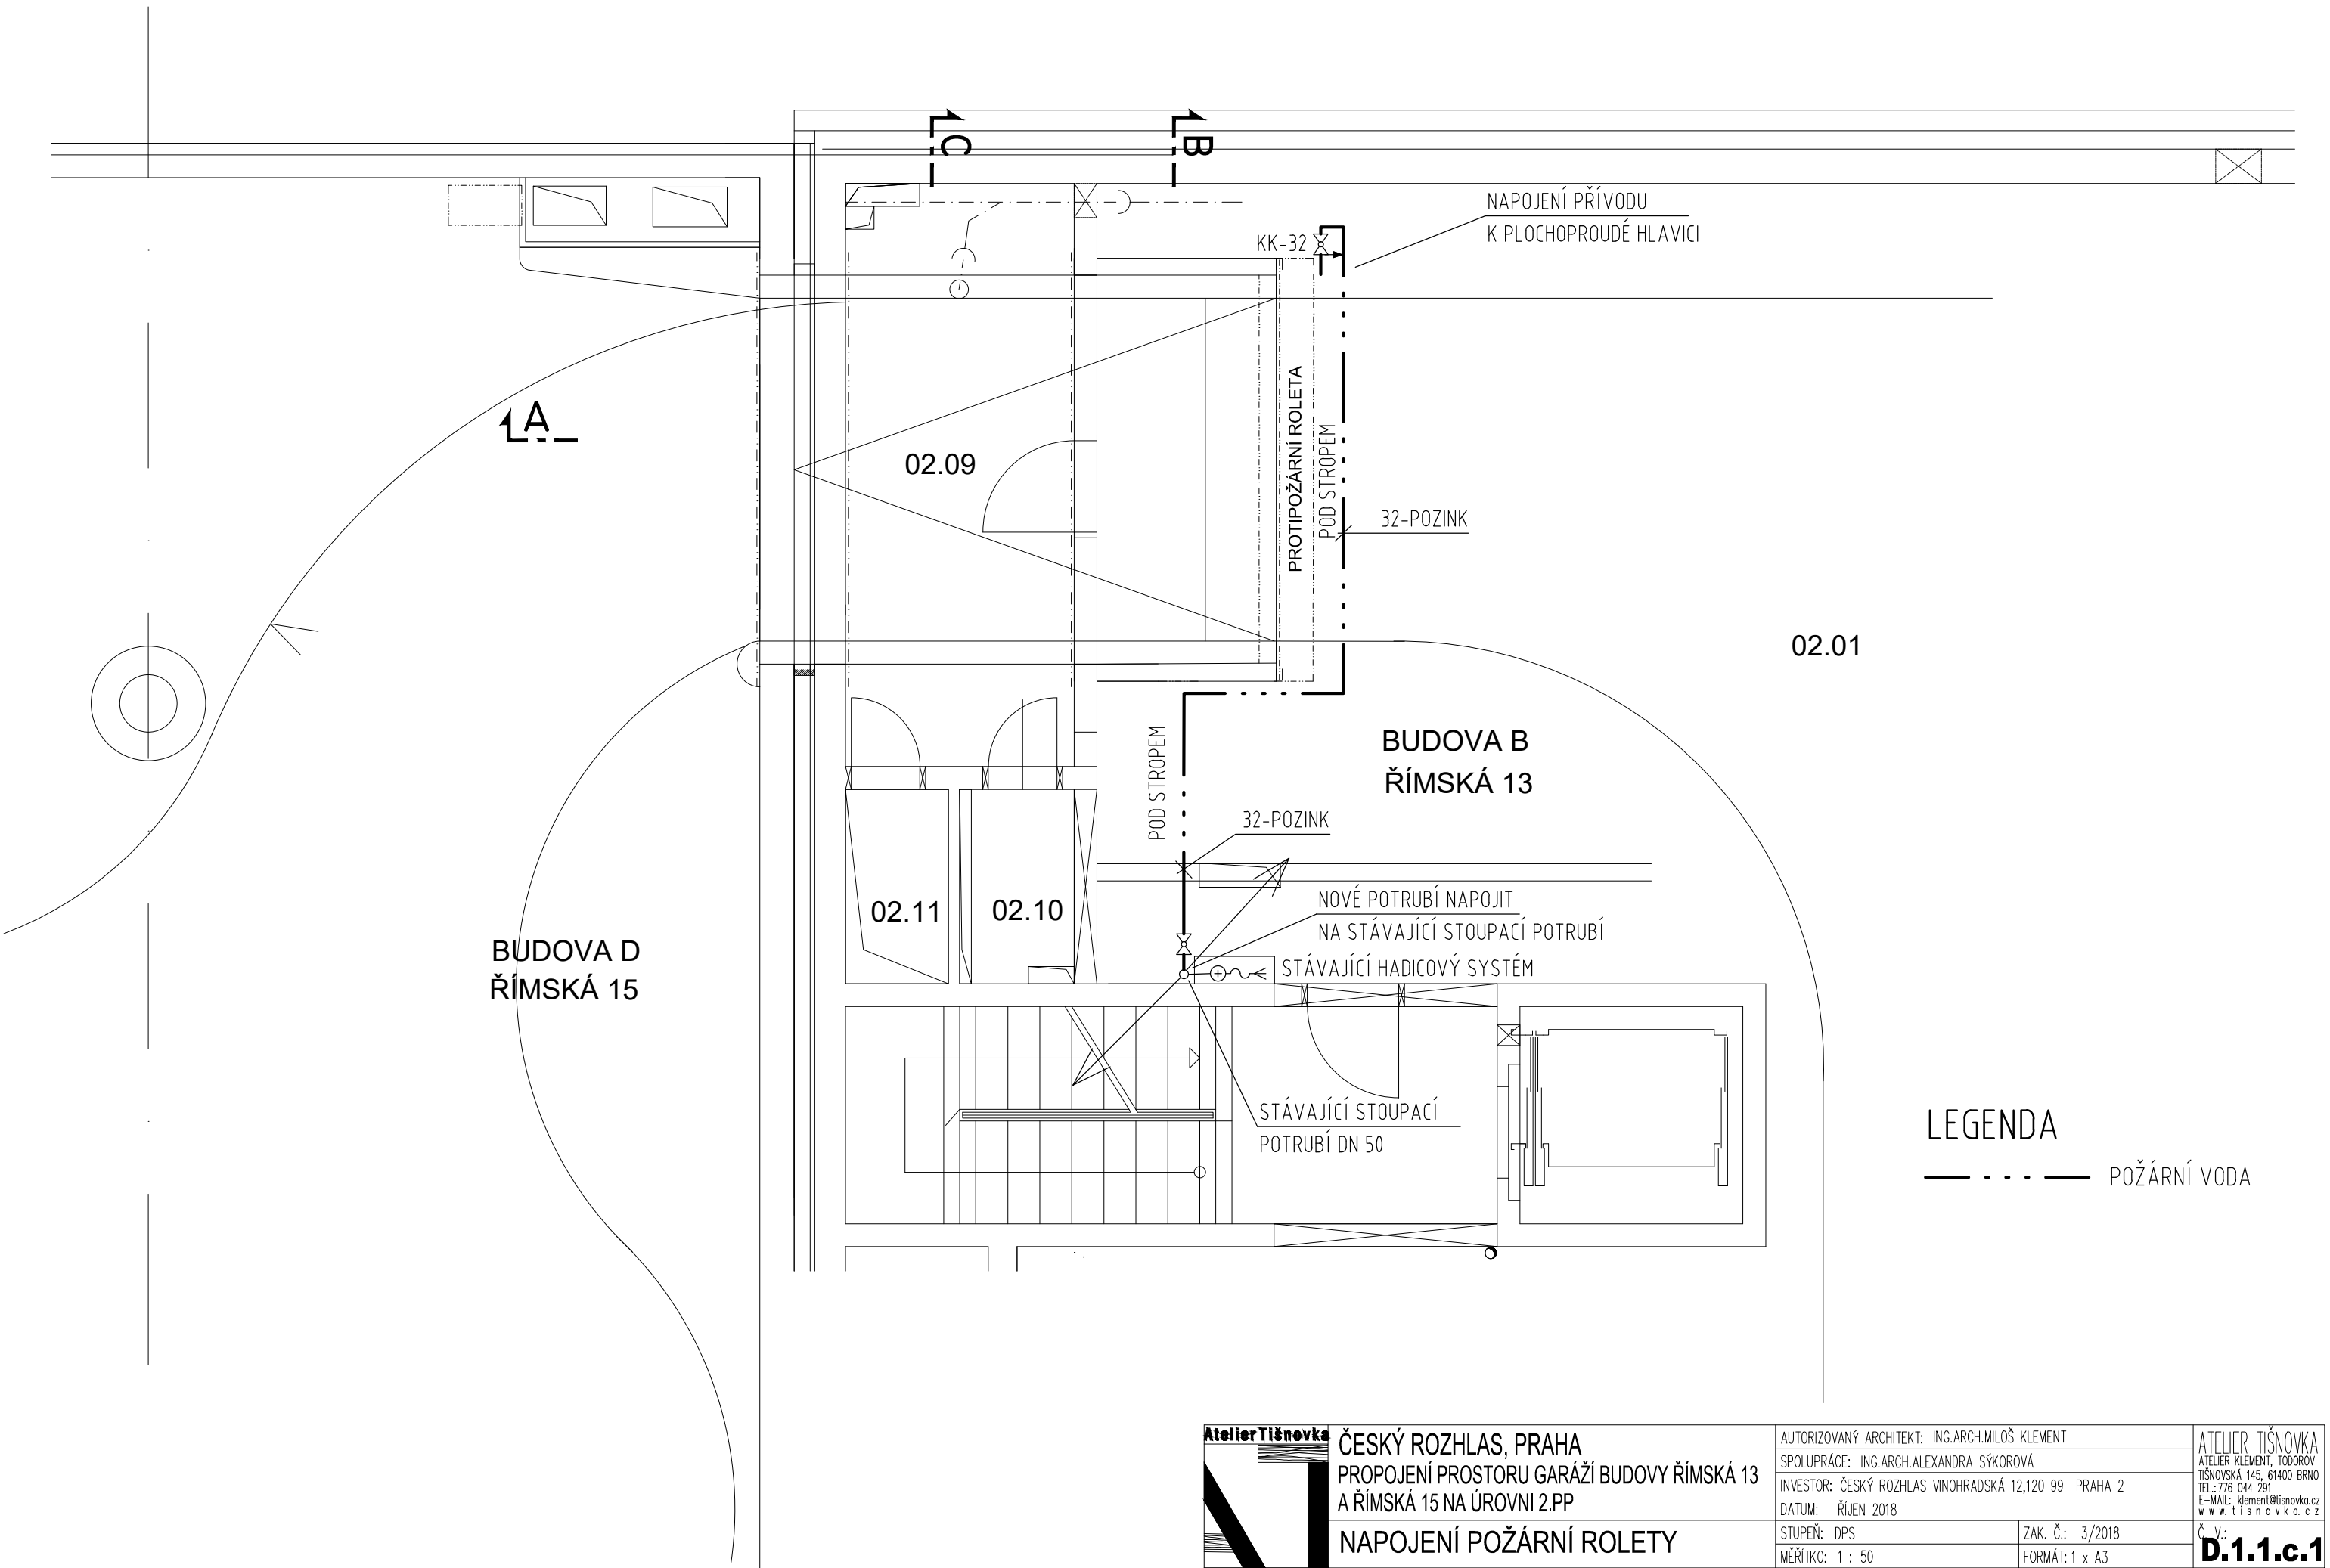 C
B
NAPOJENÍ PŘÍVODU
K PLOCHOPROUDÉ HLAVICI
KK-32
A
02.09
PROTIPOŽÁRNÍ ROLETA
POD STROPEM
32-POZINK
02.01
BUDOVA B
ŘÍMSKÁ 13
POD STROPEM
32-POZINK
02.11
02.10
NOVÉ POTRUBÍ NAPOJIT
NA STÁVAJÍCÍ STOUPACÍ POTRUBÍ
STÁVAJÍCÍ HADICOVÝ SYSTÉM
BUDOVA D
ŘÍMSKÁ 15
STÁVAJÍCÍ STOUPACÍ
POTRUBÍ DN 50
LEGENDA
POŽÁRNÍ VODA
Atelier Tišnovka
ČESKÝ ROZHLAS, PRAHA
PROPOJENÍ PROSTORU GARÁŽÍ BUDOVY ŘÍMSKÁ 13
A ŘÍMSKÁ 15 NA ÚROVNI 2.PP
NAPOJENÍ POŽÁRNÍ ROLETY
AUTORIZOVANÝ ARCHITEKT: ING.ARCH.MILOŠ KLEMENT
SPOLUPRÁCE: ING.ARCH.ALEXANDRA SÝKOROVÁ
INVESTOR: ČESKÝ ROZHLAS VINOHRADSKÁ 12,120 99 PRAHA 2
DATUM: ŘÍJEN 2018
STUPEŇ: DPS
ZAK. Č.: 3/2018
MĚŘÍTKO: 1 : 50
FORMÁT: 1 x A3
ATELIER TIŠNOVKA
ATELIER KLEMENT, TODOROV
TIŠNOVSKÁ 145, 61400 BRNO
TEL.: 776 044 291
E-MAIL: klement@tisnovka.cz
www.tisnovka.cz
Č. V.:
D.1.1.c.1